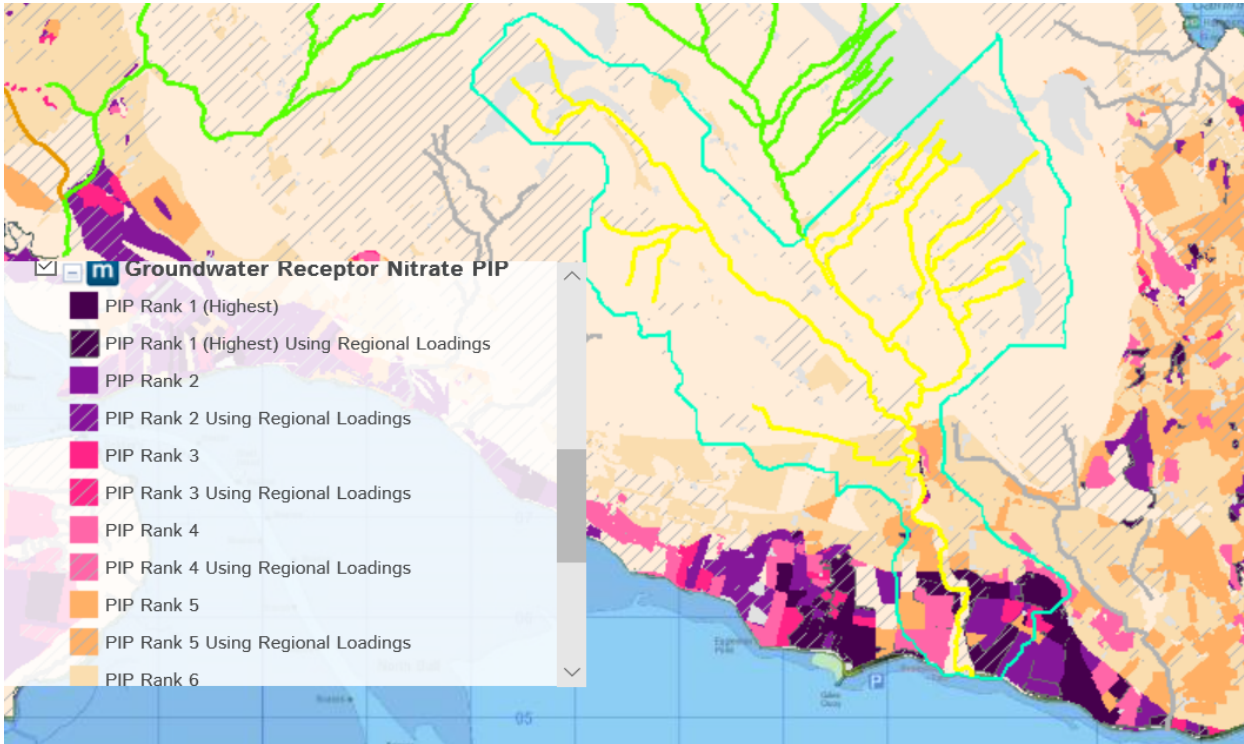 m Groundwater Receptor Nitrate PIP
PIP Rank 1 (Highest)
PIP Rank 1 (Highest) Using Regional Loadings
PIP Rank 2
PIP Rank 2 Using Regional Loadings
PIP Rank 3
PIP Rank 3 Using Regional Loadings
PIP Rank 4
PIP Rank 4 Using Regional Loadings
PIP Rank 5
PIP Rank 5 Using Regional Loadings
PIP Rank 6
P
05